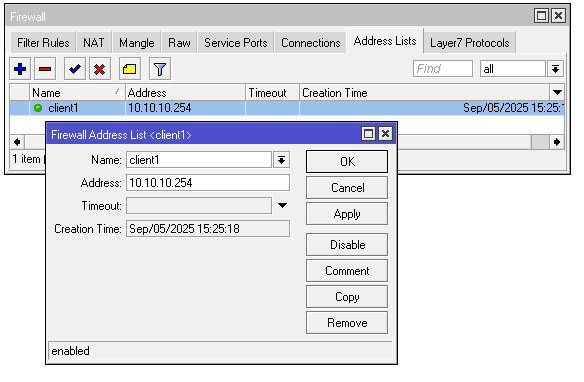 Firewall
Filter Rules NAT Mangle Raw Service Ports Connections Address Lists Layer7 Protocols
Find all
Name Address Timeout Creation Time
client1 10.10.10.254 Sep/05/2025 15:25:1
1 item
Firewall Address List <client1>
Name: client1 OK
Address: 10.10.10.254 Cancel
Timeout: Apply
Creation Time: Sep/05/2025 15:25:18 Disable
Comment
Copy
Remove
enabled